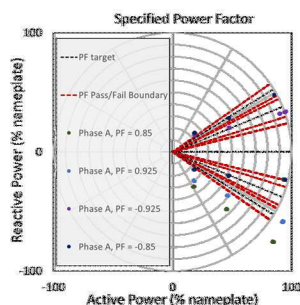 Specified Power Factor
100
PF target
PF Pass/Fail Boundary
Phase A, PF = 0.85
Phase A, PF = 0.925
Phase A, PF = -0.925
Phase A, PF = -0.85
0
-100
-100
0
100
Reactive Power (% nameplate)
Active Power (% nameplate)